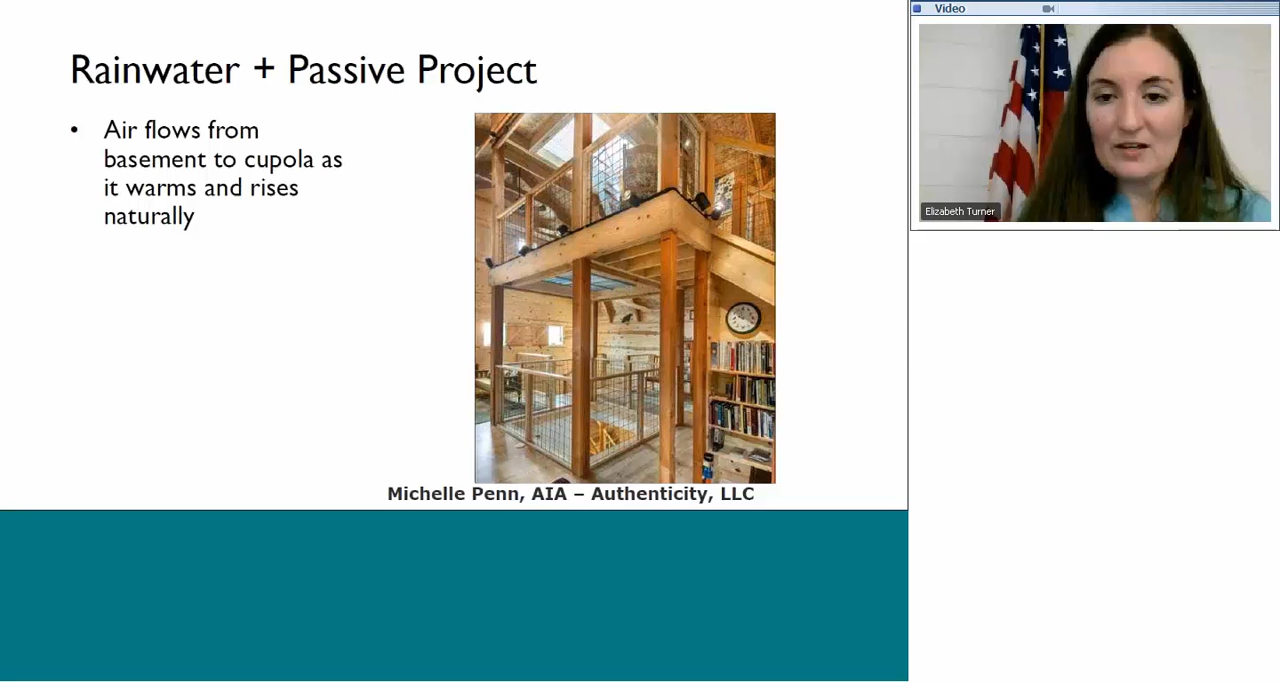 Rainwater + Passive Project
• Air flows from
basement to cupola as
it warms and rises
naturally
Michelle Penn, AIA – Authenticity, LLC
Video
Elizabeth Turner